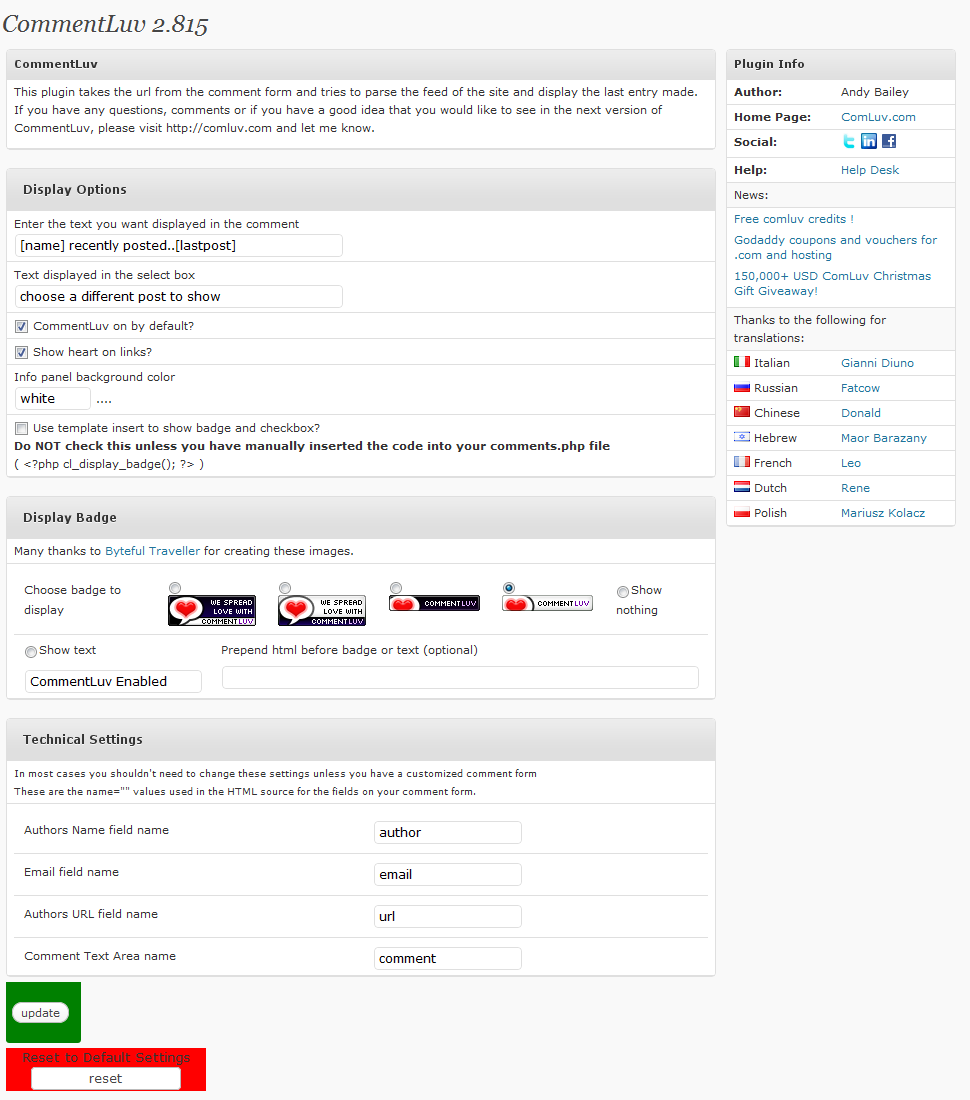 CommentLuv 2.815
CommentLuv
This plugin takes the url from the comment form and tries to parse the feed of the site and display the last entry made.
If you have any questions, comments or if you have a good idea that you would like to see in the next version of
CommentLuv, please visit http://comluv.com and let me know.
Display Options
Enter the text you want displayed in the comment
[name] recently posted..[lastpost]
Text displayed in the select box
choose a different post to show
CommentLuv on by default?
Show heart on links?
Info panel background color
white ....
Use template insert to show badge and checkbox?
Do NOT check this unless you have manually inserted the code into your comments.php file
( <?php cl_display_badge(); ?> )
Display Badge
Many thanks to Byteful Traveller for creating these images.
Choose badge to
display
WE SPREAD
LOVE WITH
COMMENTLUV
WE SPREAD
LOVE WITH
COMMENTLUV
COMMENTLUV
COMMENTLUV
Show
nothing
Show text
Prepend html before badge or text (optional)
CommentLuv Enabled
Technical Settings
In most cases you shouldn't need to change these settings unless you have a customized comment form
These are the name="" values used in the HTML source for the fields on your comment form.
Authors Name field name author
Email field name email
Authors URL field name url
Comment Text Area name comment
update
Reset to Default Settings
reset
Plugin Info
Author: Andy Bailey
Home Page: ComLuv.com
Social:
Help: Help Desk
News:
Free comluv credits !
Godaddy coupons and vouchers for
.com and hosting
150,000+ USD ComLuv Christmas
Gift Giveaway!
Thanks to the following for
translations:
Italian Gianni Diuno
Russian Fatcow
Chinese Donald
Hebrew Maor Barazany
French Leo
Dutch Rene
Polish Mariusz Kolacz